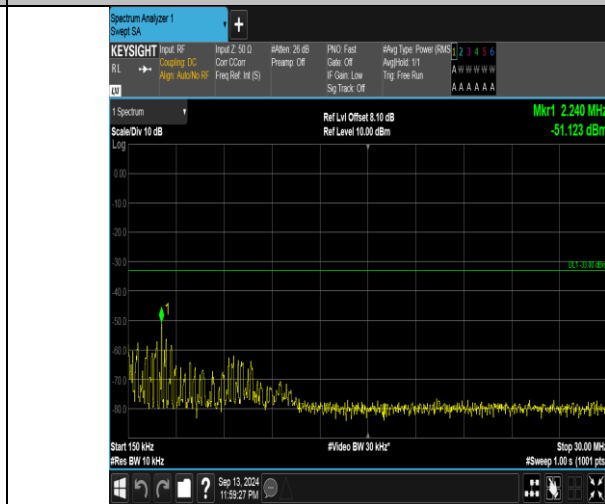 Spectrum Analyzer 1
Swept SA
+
KEYSIGHT Input: RF Input Z: 50 Ω #Atten: 26 dB PNO: Fast #Avg Type: Power (RMS 1 2 3 4 5 6
RL Coupling: DC Corr CCorr Preamp: Off Gate: Off Avg|Hold: 1/1 A W W W W W
Align: Auto/No RF Freq Ref: Int (S) IF Gain: Low Trig: Free Run
Sig Track: Off A A A A A A
1 Spectrum
Ref Lvl Offset 8.10 dB Mkr1 2.240 MHz
Scale/Div 10 dB Ref Level 10.00 dBm -51.123 dBm
Log
0.00
-10.0
-20.0
-30.0
DL1 -33.00 dBm
-40.0
1
-50.0
-60.0
-70.0
-80.0
Start 150 kHz #Video BW 30 kHz* Stop 30.00 MHz
#Res BW 10 kHz #Sweep 1.00 s (1001 pts
?
Sep 13, 2024
11:59:27 PM